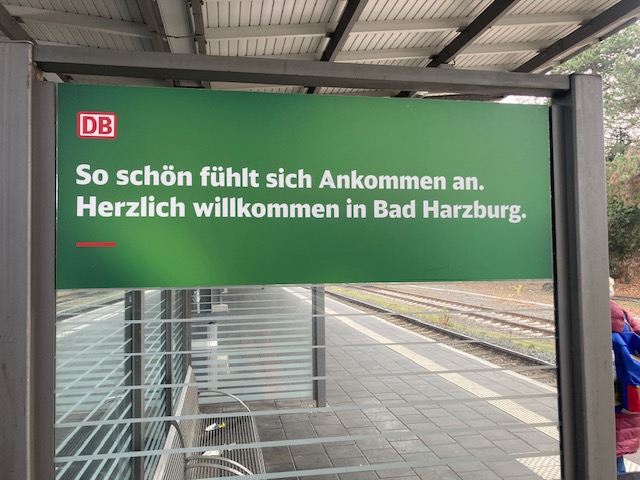 DB
So schön fühlt sich Ankommen an.
Herzlich willkommen in Bad Harzburg.